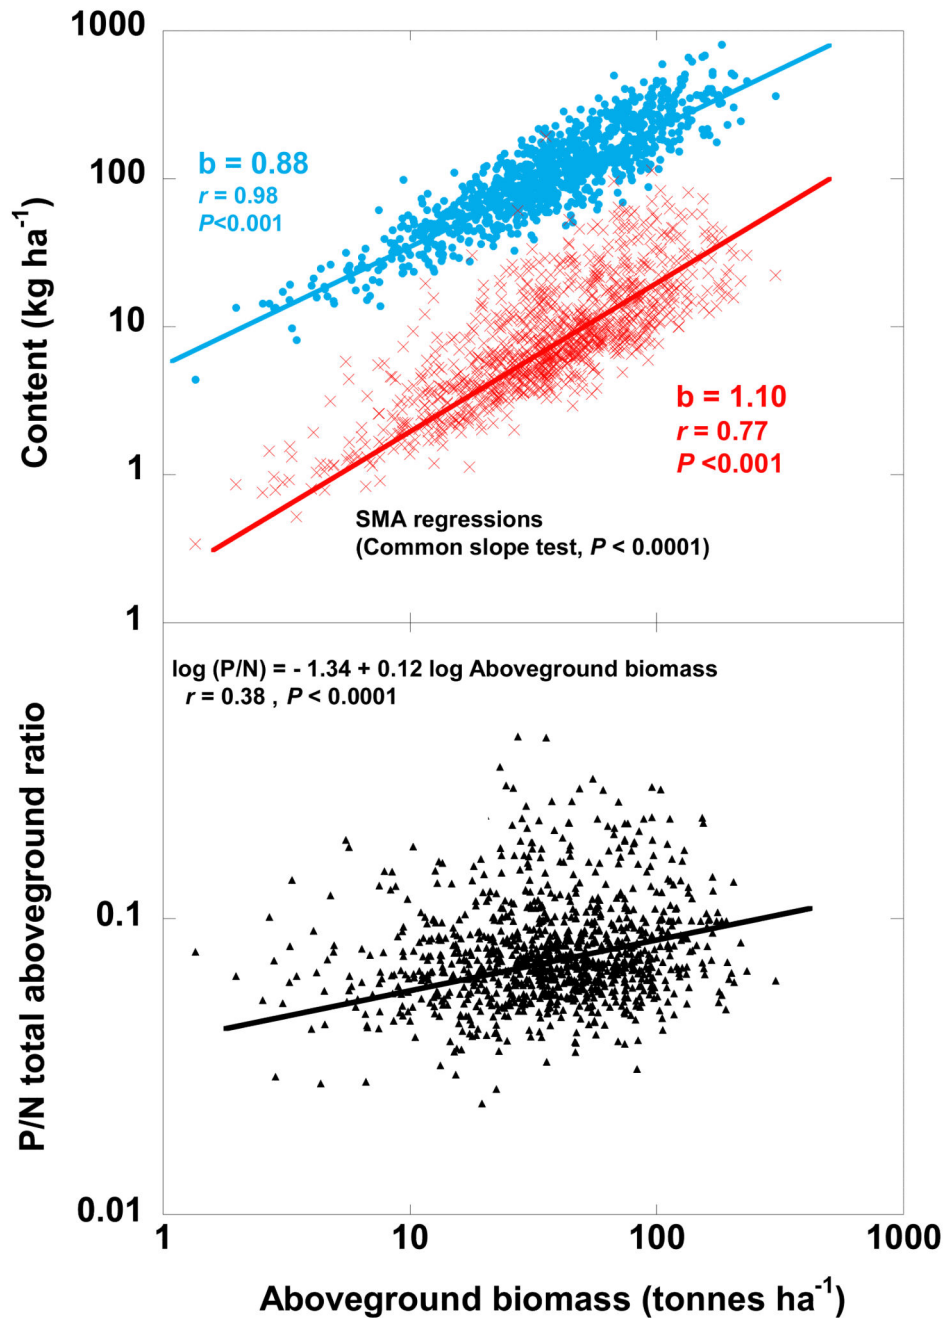 1000
100
10
1
1
Content (kg ha⁻¹)
b = 0.88
r = 0.98
P<0.001
b = 1.10
r = 0.77
P <0.001
SMA regressions
(Common slope test, P < 0.0001)
log (P/N) = - 1.34 + 0.12 log Aboveground biomass
r = 0.38 , P < 0.0001
P/N total aboveground ratio
0.1
0.01
1
10
100
1000
Aboveground biomass (tonnes ha⁻¹)